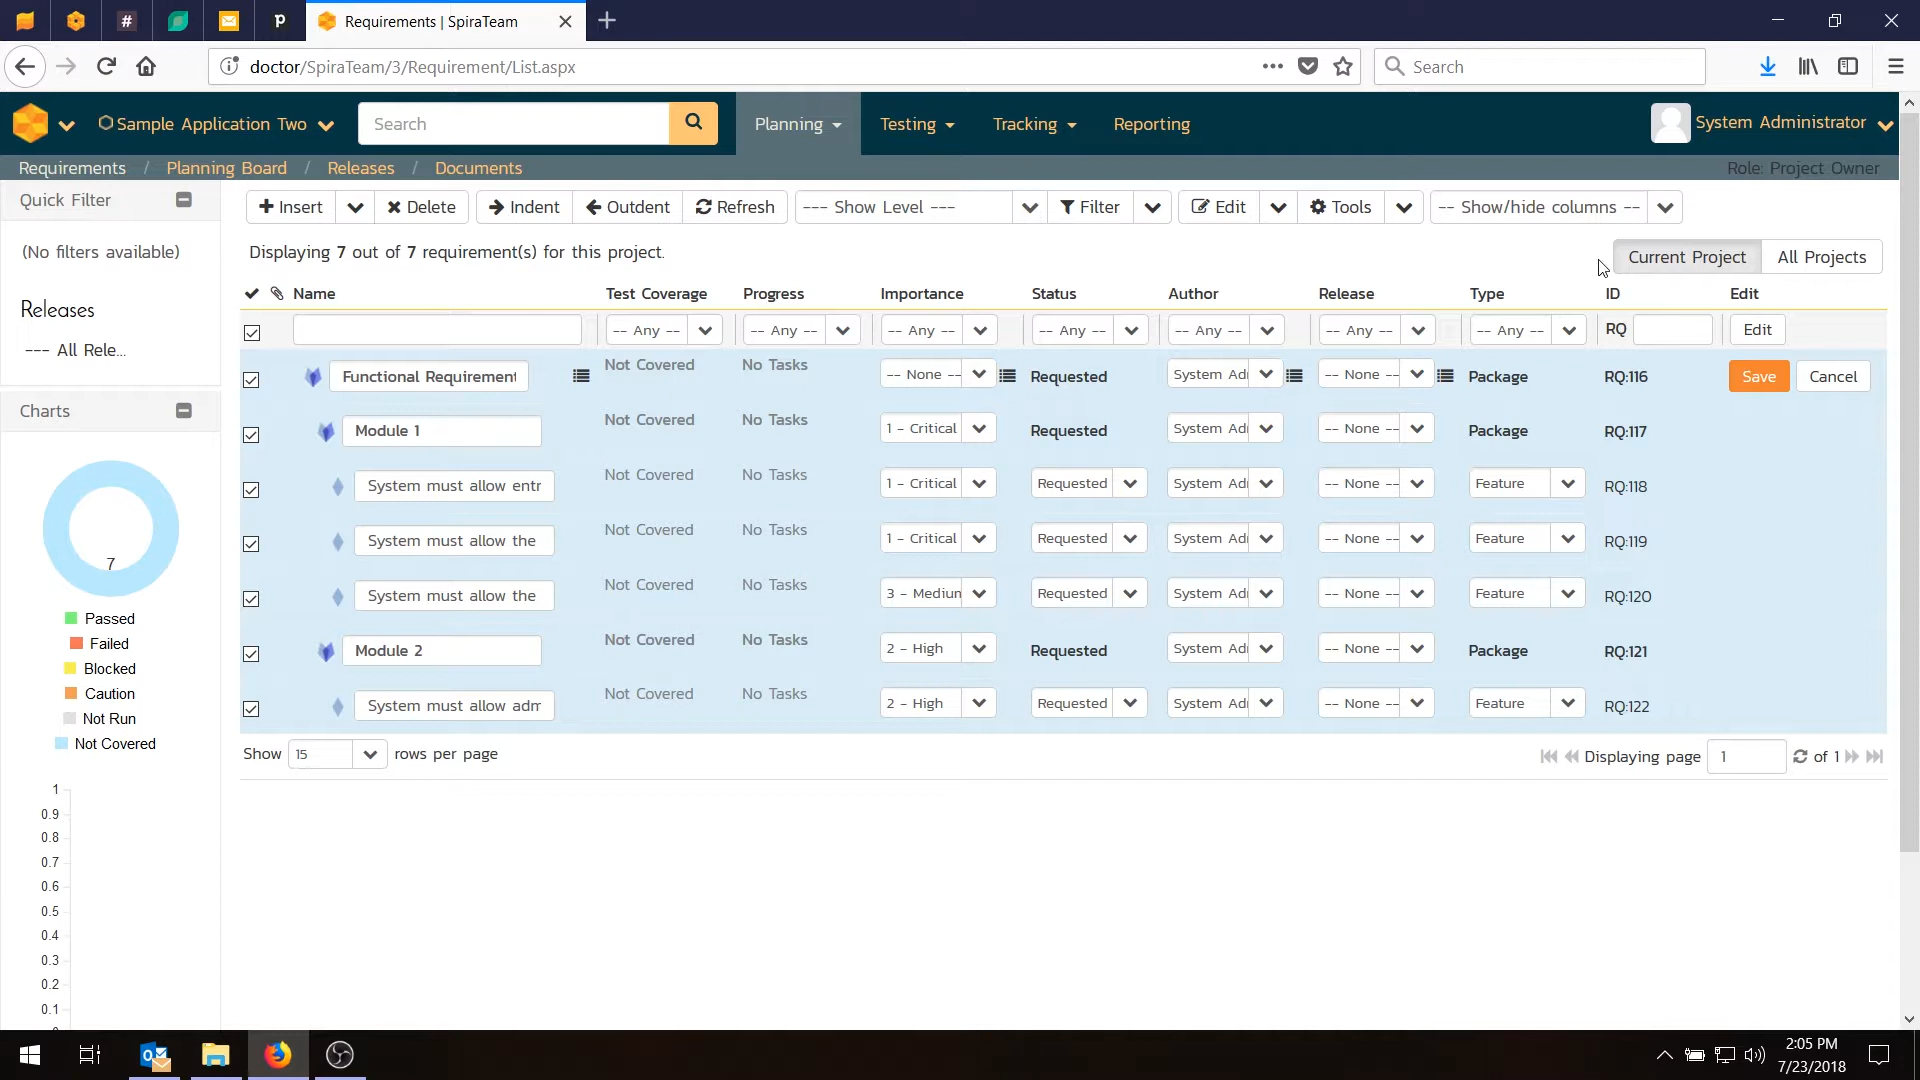 Requirements | SpiraTeam
doctor/SpiraTeam/3/Requirement/List.aspx
Search
Sample Application Two
Search
Planning
Testing
Tracking
Reporting
System Administrator
Requirements / Planning Board / Releases / Documents
Role: Project Owner
Quick Filter
(No filters available)
Releases
--- All Rele...
Charts
7
Passed
Failed
Blocked
Caution
Not Run
Not Covered
1
0.9
0.8
0.7
0.6
0.5
0.4
0.3
0.2
0.1
Insert Delete Indent Outdent Refresh --- Show Level --- Filter Edit Tools -- Show/hide columns --
Displaying 7 out of 7 requirement(s) for this project.
Current Project All Projects
Name Test Coverage Progress Importance Status Author Release Type ID Edit
-- Any -- -- Any -- -- Any -- -- Any -- -- Any -- -- Any -- -- Any -- RQ Edit
Functional Requirement Not Covered No Tasks -- None -- Requested System Ad -- None -- Package RQ:116 Save Cancel
Module 1 Not Covered No Tasks 1 - Critical Requested System Ad -- None -- Package RQ:117
System must allow entr Not Covered No Tasks 1 - Critical Requested System Ad -- None -- Feature RQ:118
System must allow the Not Covered No Tasks 1 - Critical Requested System Ad -- None -- Feature RQ:119
System must allow the Not Covered No Tasks 3 - Medium Requested System Ad -- None -- Feature RQ:120
Module 2 Not Covered No Tasks 2 - High Requested System Ad -- None -- Package RQ:121
System must allow adm Not Covered No Tasks 2 - High Requested System Ad -- None -- Feature RQ:122
Show 15 rows per page
Displaying page 1 of 1
2:05 PM
7/23/2018